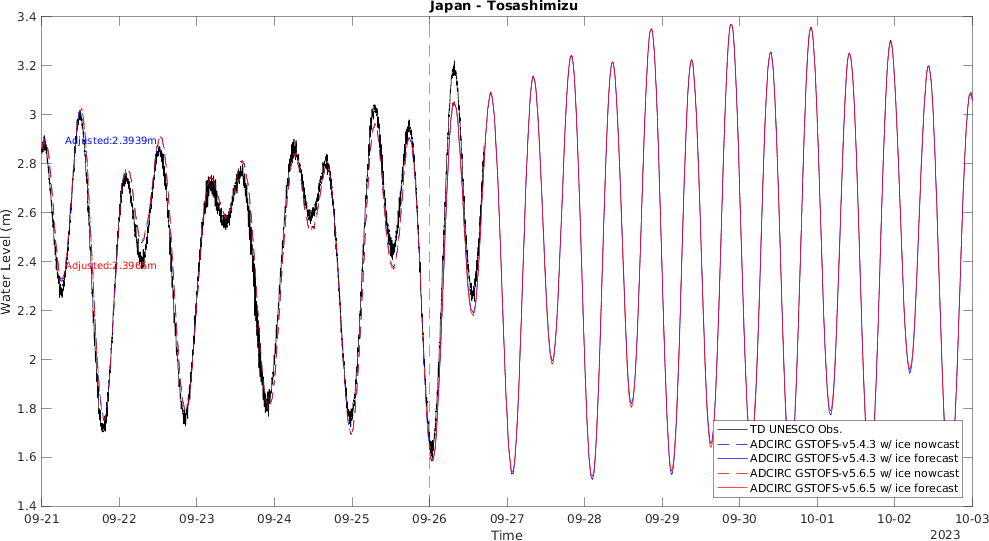 Japan - Tosashimizu
3.4
3.2
3
2.8
2.6
2.4
2.2
2
1.8
1.6
1.4
Water Level (m)
Adjusted:2.3939m
Adjusted:2.3965m
TD UNESCO Obs.
ADCIRC GSTOFS-v5.4.3 w/ ice nowcast
ADCIRC GSTOFS-v5.4.3 w/ ice forecast
ADCIRC GSTOFS-v5.6.5 w/ ice nowcast
ADCIRC GSTOFS-v5.6.5 w/ ice forecast
09-21 09-22 09-23 09-24 09-25 09-26 09-27 09-28 09-29 09-30 10-01 10-02 10-03
Time
2023